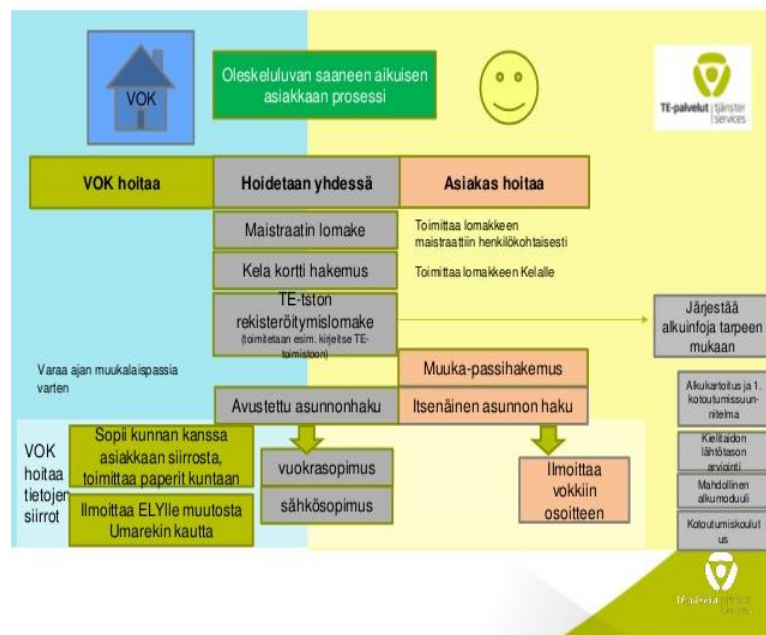 VOK
Oleskeluluvan saaneen aikuisen
asiakkaan prosessi
TE-palvelut tjänster
services
VOK hoitaa
Hoidetaan yhdessä
Asiakas hoitaa
Maistraatin lomake
Toimittaa lomakkeen
maistraattiin henkilökohtaisesti
Kela kortti hakemus
Toimittaa lomakkeen Kelalle
TE-tston
rekisteröitymislomake
(toimitetaan esim. kirjeitse TE-
toimistoon)
Järjestää
alkuinfoja tarpeen
mukaan
Varaa ajan muukalaispassia
varten
Muuka-passihakemus
Avustettu asunnonhaku
Itsenäinen asunnon haku
Alkukartoitus ja 1.
kotoutumissuun-
nitelma
VOK
hoitaa
tietojen
siirrot
Sopii kunnan kanssa
asiakkaan siirrosta,
toimittaa paperit kuntaan
Ilmoittaa ELYlle muutosta
Umarekin kautta
vuokrasopimus
sähkösopimus
Ilmoittaa
vokkiin
osoitteen
Kielitaidon
lähtötason
arviointi
Mahdollinen
alkumoduuli
Kotoutumiskoulut
us
TE-palvelut